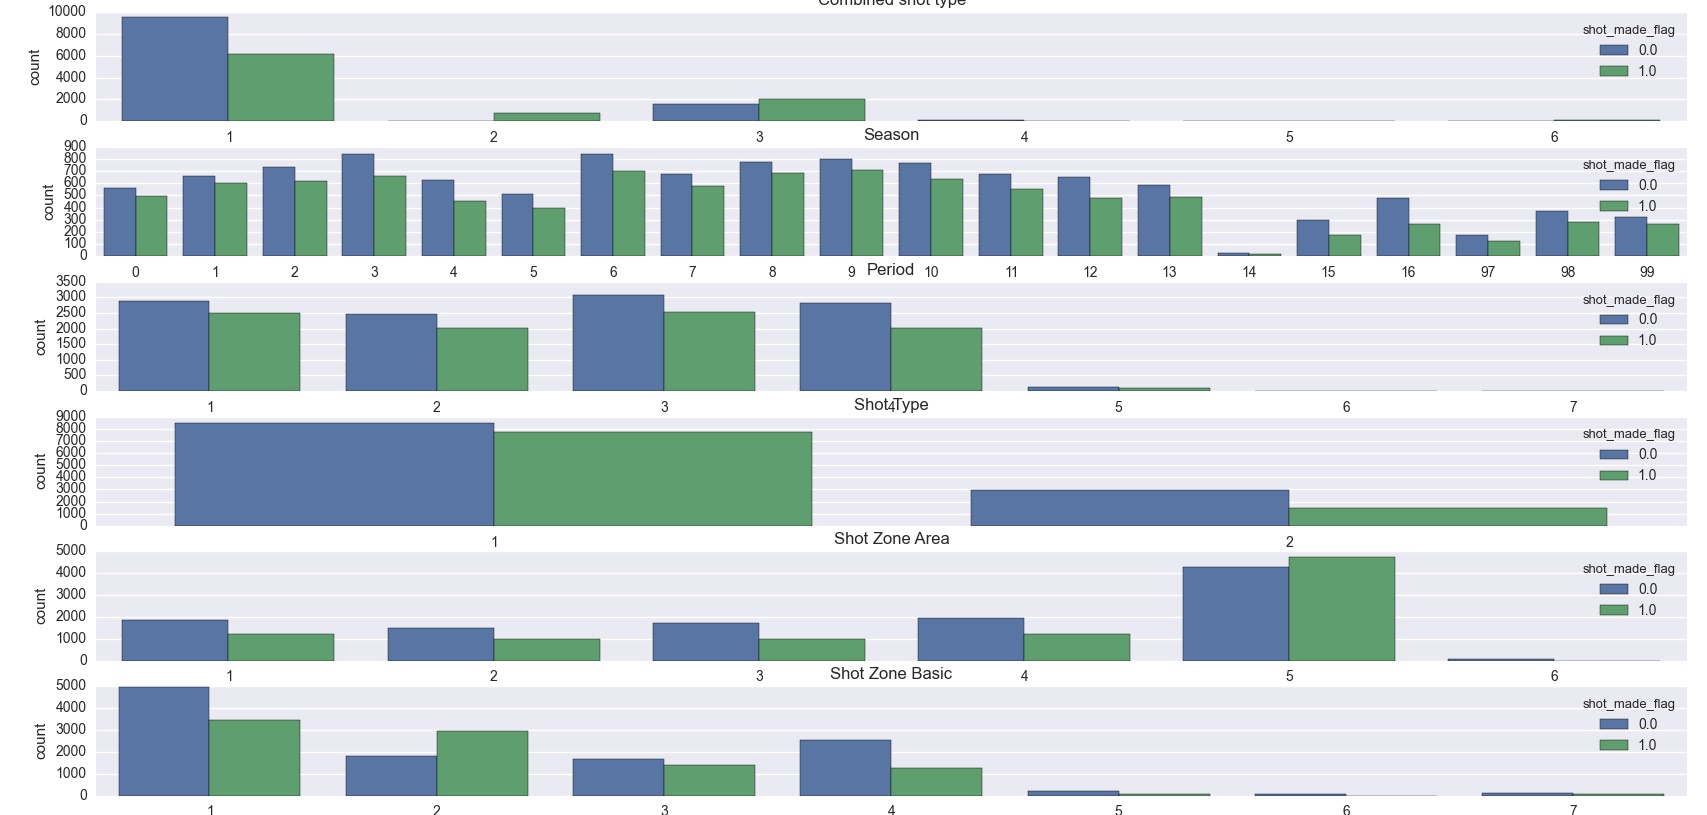 Combined shot type
10000
8000
6000
4000
2000
0
count
shot_made_flag
0.0
1.0
1 2 3 4 5 6
Season
900
800
700
600
500
400
300
200
100
count
shot_made_flag
0.0
1.0
0 1 2 3 4 5 6 7 8 9 10 11 12 13 14 15 16 97 98 99
Period
3500
3000
2500
2000
1500
1000
500
0
count
shot_made_flag
0.0
1.0
1 2 3 4 5 6 7
Shot Type
9000
8000
7000
6000
5000
4000
3000
2000
1000
0
count
shot_made_flag
0.0
1.0
1 2
Shot Zone Area
5000
4000
3000
2000
1000
0
count
shot_made_flag
0.0
1.0
1 2 3 4 5 6
Shot Zone Basic
5000
4000
3000
2000
1000
0
count
shot_made_flag
0.0
1.0
1 2 3 4 5 6 7